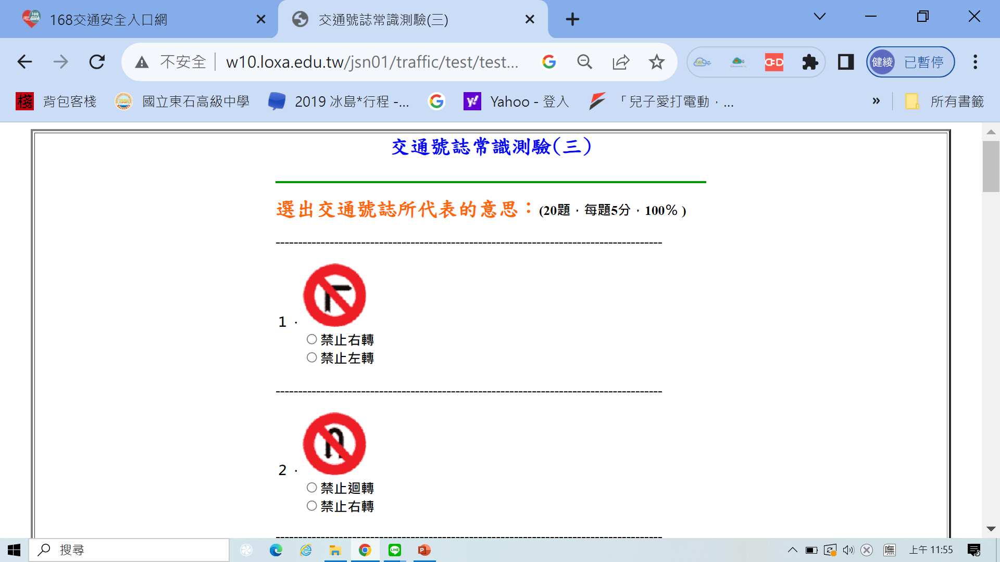 168交通安全入口網
交通號誌常識測驗(三)
不安全
w10.loxa.edu.tw/jsn01/traffic/test/test...
健綾 已暫停
棧 背包客棧
國立東石高級中學
2019 冰島*行程 -...
Yahoo - 登入
「兒子愛打電動，...
» 所有書籤
交通號誌常識測驗(三)
選出交通號誌所代表的意思：(20題，每題5分，100% )
1．
禁止右轉
禁止左轉
2．
禁止迴轉
禁止右轉
搜尋
LINE
嘸
上午 11:55